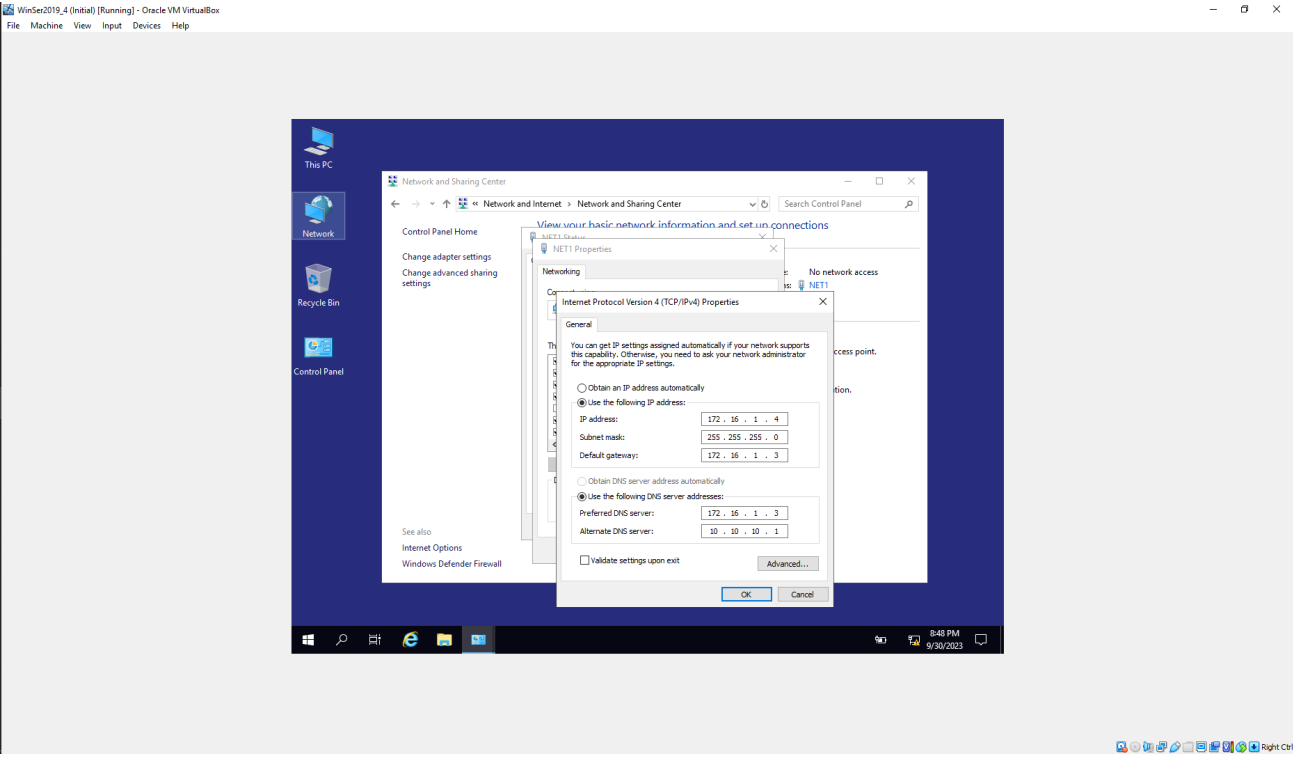 WinSer2019_4 (Initial) [Running] - Oracle VM VirtualBox
File Machine View Input Devices Help
This PC
Network
Recycle Bin
Control Panel
Network and Sharing Center
« Network and Internet › Network and Sharing Center
Search Control Panel
Control Panel Home
Change adapter settings
Change advanced sharing
settings
See also
Internet Options
Windows Defender Firewall
View your basic network information and set up connections
No network access
NET1
NET1 Status
NET1 Properties
Networking
Internet Protocol Version 4 (TCP/IPv4) Properties
General
You can get IP settings assigned automatically if your network supports
this capability. Otherwise, you need to ask your network administrator
for the appropriate IP settings.
Obtain an IP address automatically
Use the following IP address:
IP address: 172 . 16 . 1 . 4
Subnet mask: 255 . 255 . 255 . 0
Default gateway: 172 . 16 . 1 . 3
Obtain DNS server address automatically
Use the following DNS server addresses:
Preferred DNS server: 172 . 16 . 1 . 3
Alternate DNS server: 10 . 10 . 10 . 1
Validate settings upon exit
Advanced...
OK Cancel
access point.
8:48 PM
9/30/2023
Right Ctrl